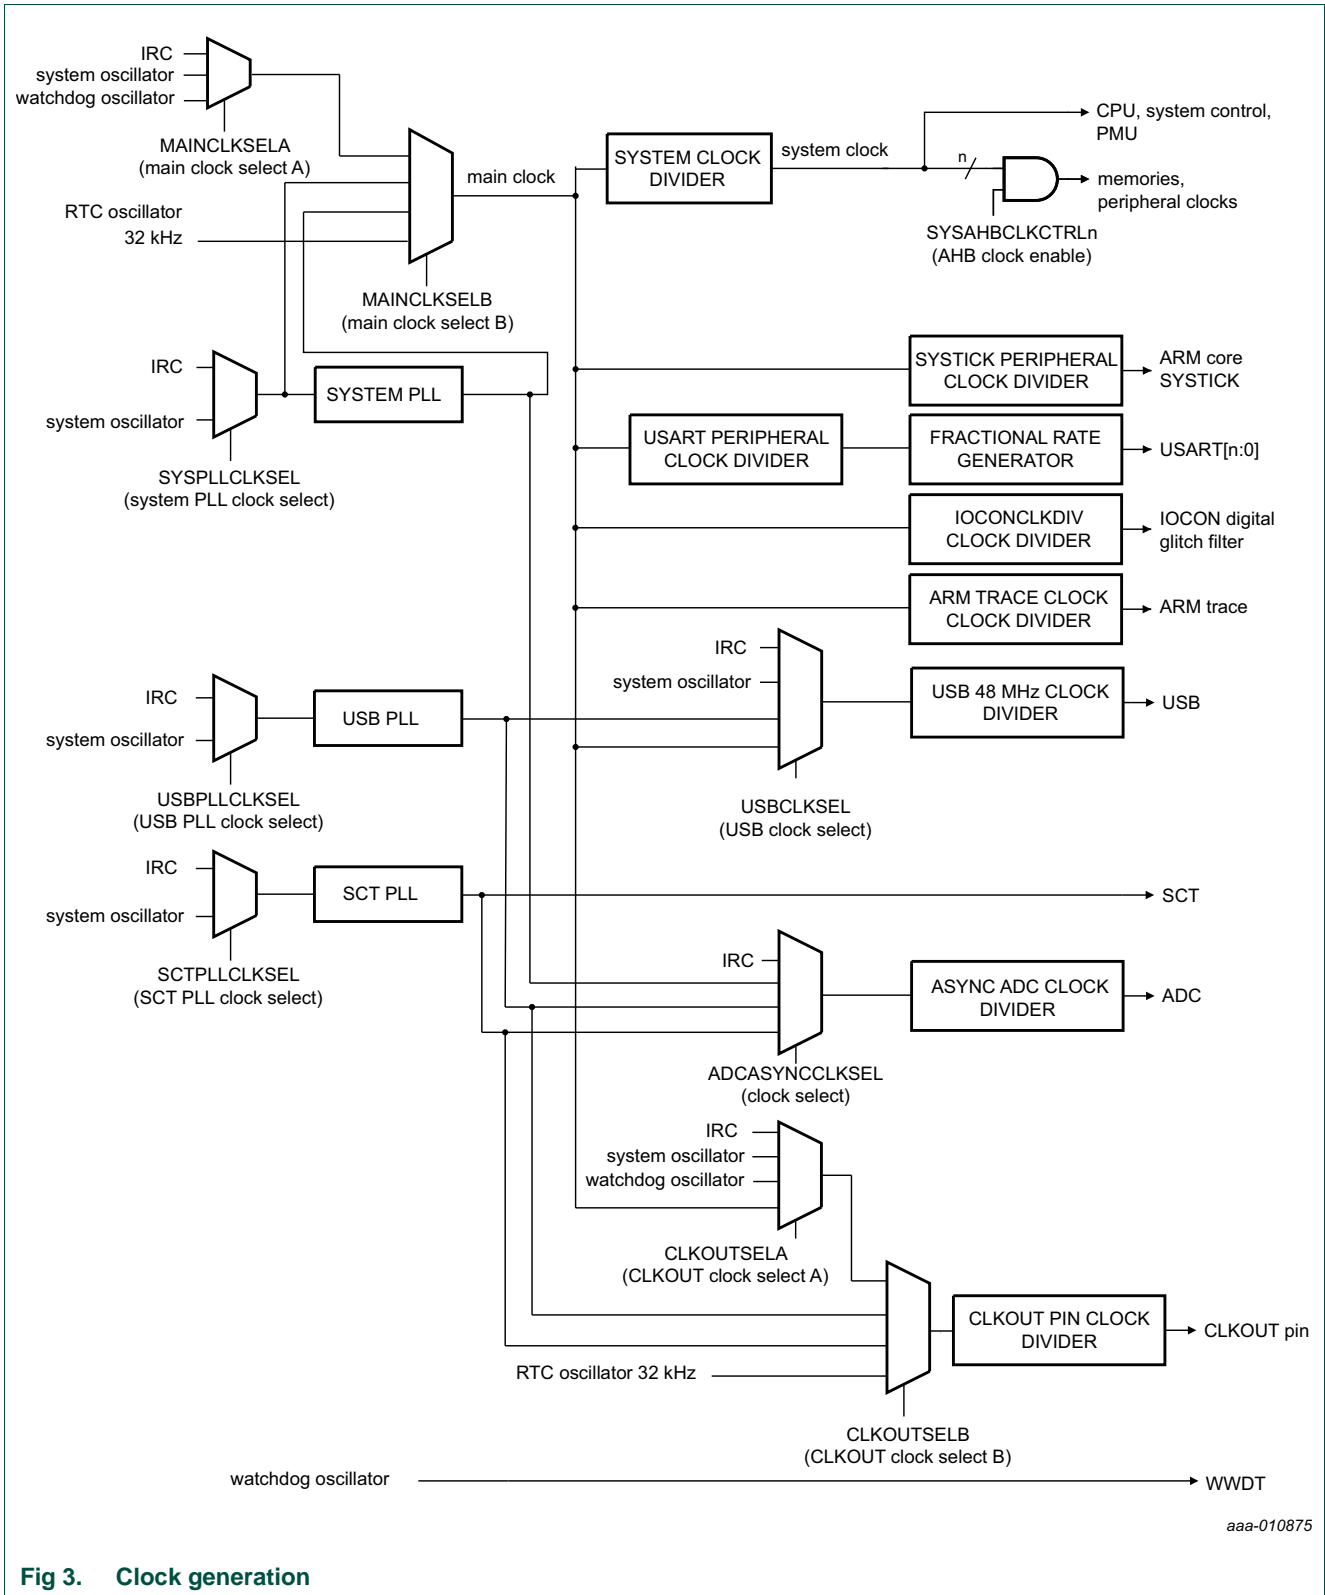 IRC
system oscillator
watchdog oscillator
MAINCLKSELA
(main clock select A)
RTC oscillator
32 kHz
main clock
MAINCLKSELB
(main clock select B)
SYSTEM CLOCK
DIVIDER
system clock
n
CPU, system control,
PMU
memories,
peripheral clocks
SYSAHBCLKCTRLn
(AHB clock enable)
IRC
system oscillator
SYSPLLCLKSEL
(system PLL clock select)
SYSTEM PLL
SYSTICK PERIPHERAL
CLOCK DIVIDER
ARM core
SYSTICK
USART PERIPHERAL
CLOCK DIVIDER
FRACTIONAL RATE
GENERATOR
USART[n:0]
IOCONCLKDIV
CLOCK DIVIDER
IOCON digital
glitch filter
ARM TRACE CLOCK
CLOCK DIVIDER
ARM trace
IRC
system oscillator
USBPLLCLKSEL
(USB PLL clock select)
USB PLL
IRC
system oscillator
USBCLKSEL
(USB clock select)
USB 48 MHz CLOCK
DIVIDER
USB
IRC
system oscillator
SCTPLLCLKSEL
(SCT PLL clock select)
SCT PLL
SCT
IRC
ADCASYNCCLKSEL
(clock select)
ASYNC ADC CLOCK
DIVIDER
ADC
IRC
system oscillator
watchdog oscillator
CLKOUTSELA
(CLKOUT clock select A)
RTC oscillator 32 kHz
CLKOUTSELB
(CLKOUT clock select B)
CLKOUT PIN CLOCK
DIVIDER
CLKOUT pin
watchdog oscillator
WWDT
aaa-010875
Fig 3. Clock generation